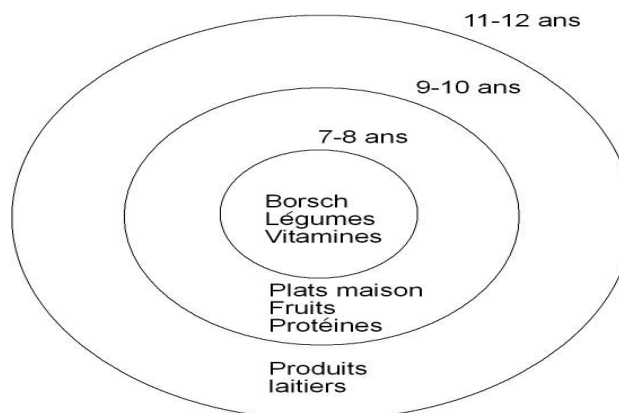 11-12 ans
9-10 ans
7-8 ans
Borsch
Légumes
Vitamines
Plats maison
Fruits
Protéines
Produits
laitiers